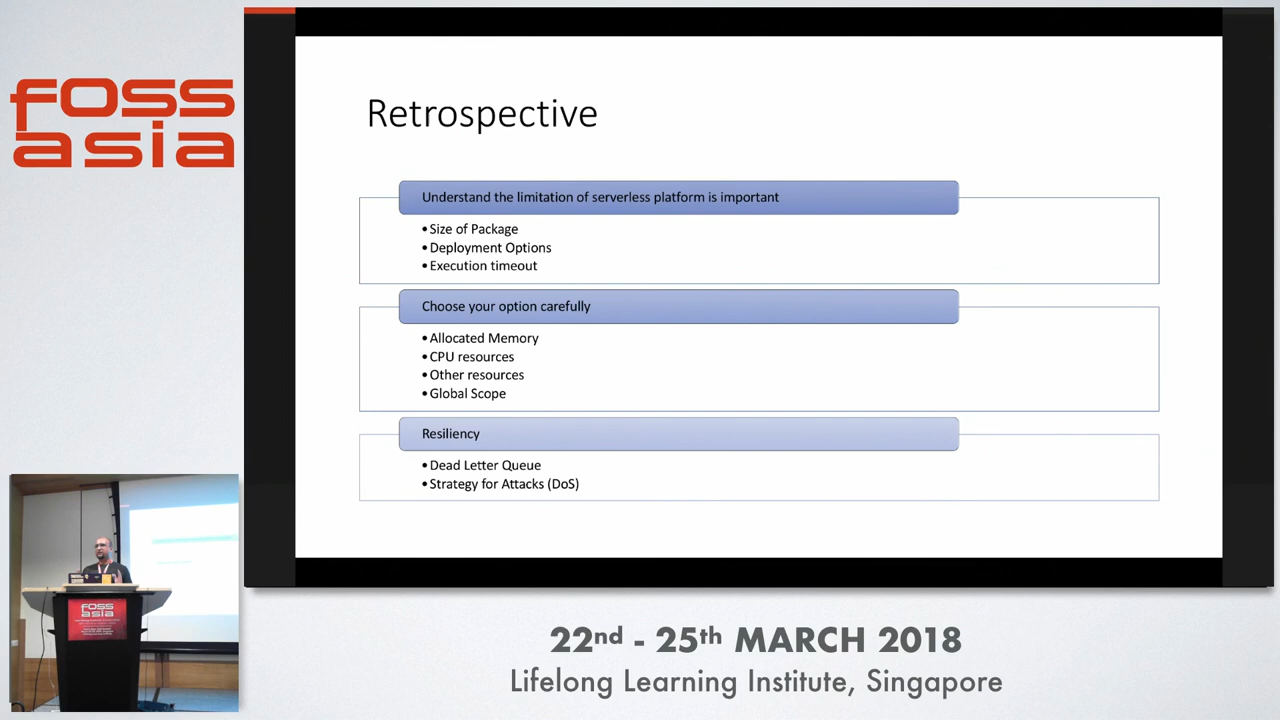 foss
asia
Retrospective
Understand the limitation of serverless platform is important
•Size of Package
•Deployment Options
•Execution timeout
Choose your option carefully
•Allocated Memory
•CPU resources
•Other resources
•Global Scope
Resiliency
•Dead Letter Queue
•Strategy for Attacks (DoS)
foss
asia
22nd - 25th MARCH 2018
Lifelong Learning Institute, Singapore